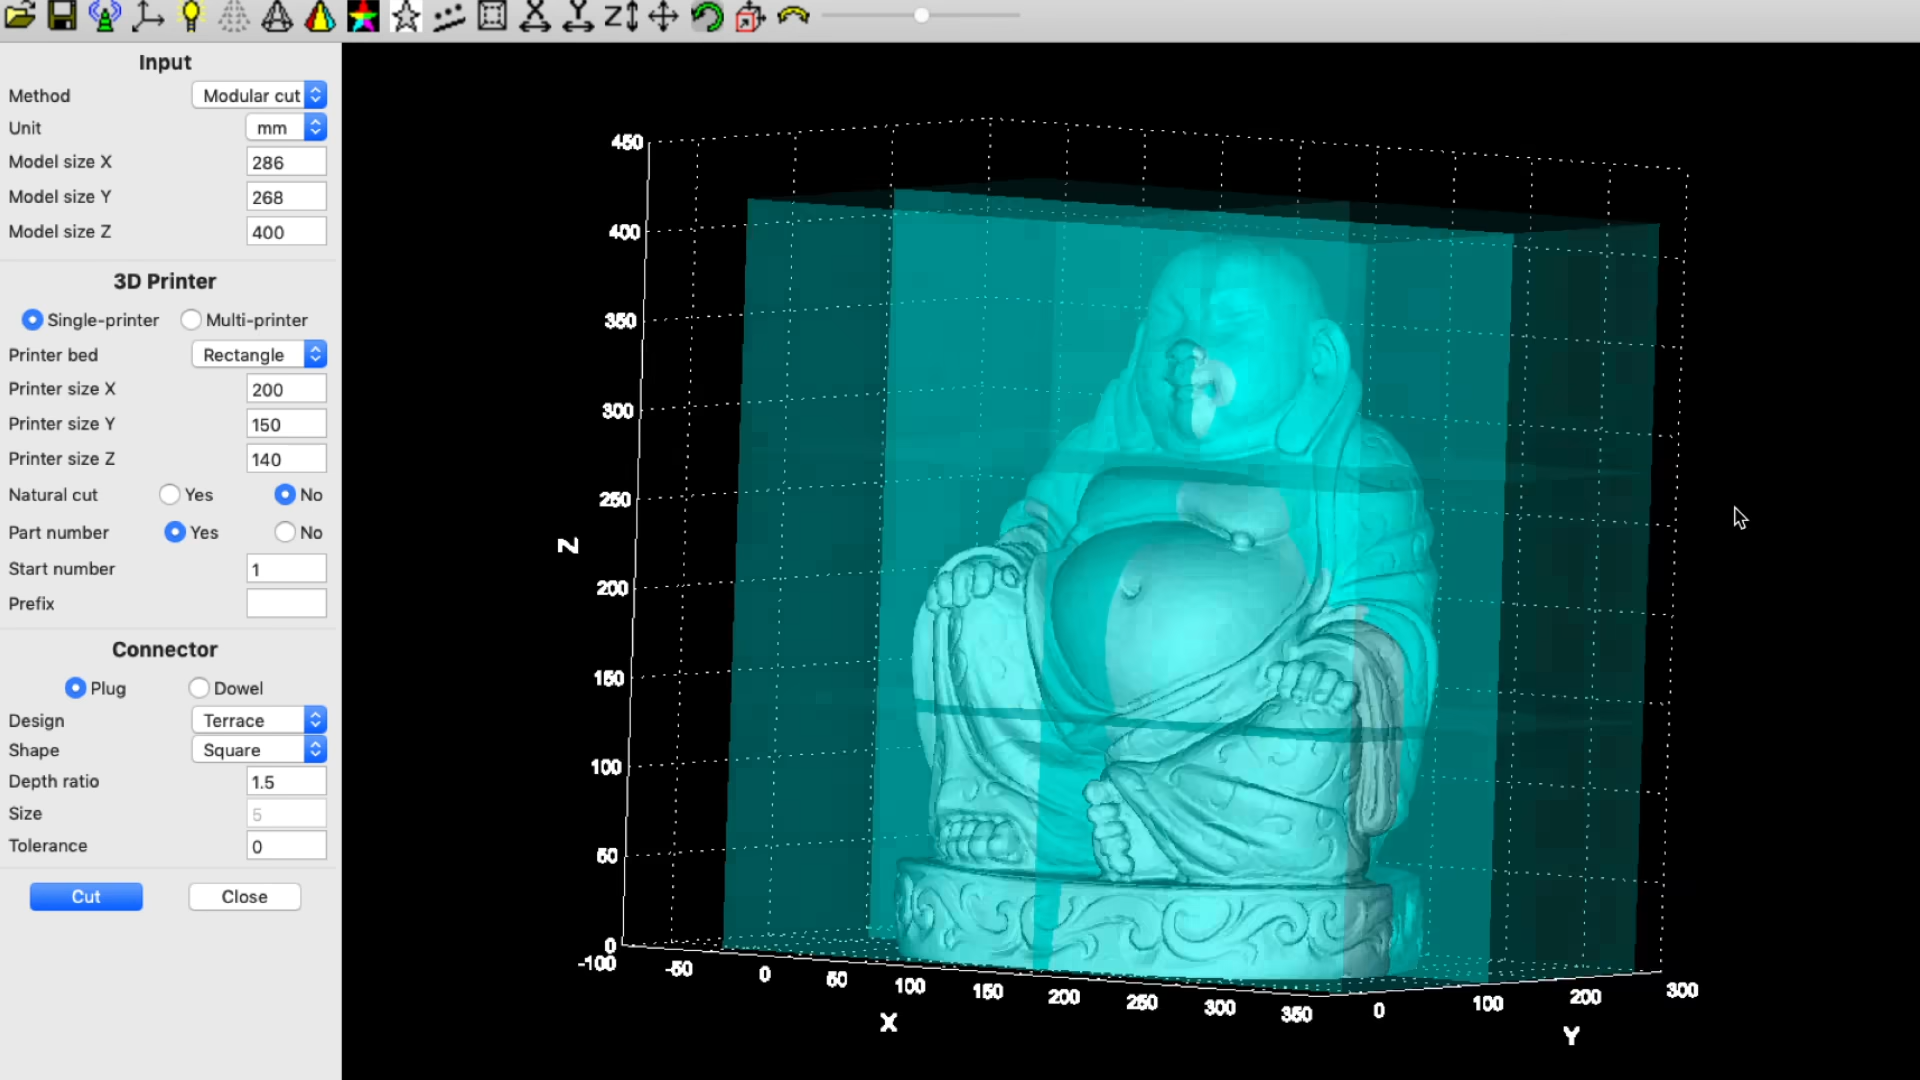 X Y Z
Input
Method Modular cut
Unit mm
Model size X 286
Model size Y 268
Model size Z 400
3D Printer
Single-printer Multi-printer
Printer bed Rectangle
Printer size X 200
Printer size Y 150
Printer size Z 140
Natural cut Yes No
Part number Yes No
Start number 1
Prefix
Connector
Plug Dowel
Design Terrace
Shape Square
Depth ratio 1.5
Size 5
Tolerance 0
Cut Close
450
400
350
300
250
200
150
100
50
0
Z
-100 -50 0 50 100 150 200 250 300 350
X
0 100 200 300
Y